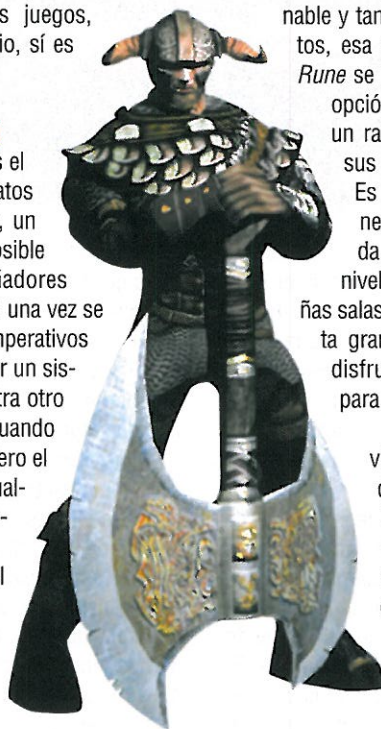 s juegos,
io, sí es
s el
atos
, un
osible
iadores
una vez se
nperativos
r un sis-
tra otro
uando
ero el
ual-
-
l
nable y tan
tos, esa
Rune se
opción
un ra
sus
Es
ne
da
nivel
ñas salas
ta gran
disfru
para
v